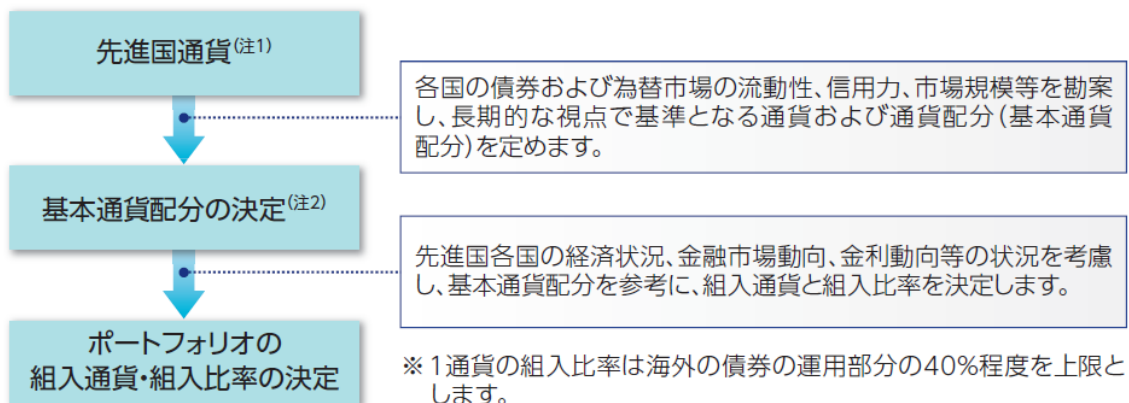 先進国通貨(注1)
各国の債券および為替市場の流動性、信用力、市場規模等を勘案
し、長期的な視点で基準となる通貨および通貨配分(基本通貨
配分)を定めます。
基本通貨配分の決定(注2)
先進国各国の経済状況、金融市場動向、金利動向等の状況を考慮
し、基本通貨配分を参考に、組入通貨と組入比率を決定します。
ポートフォリオの
組入通貨・組入比率の決定
※1通貨の組入比率は海外の債券の運用部分の40%程度を上限と
します。